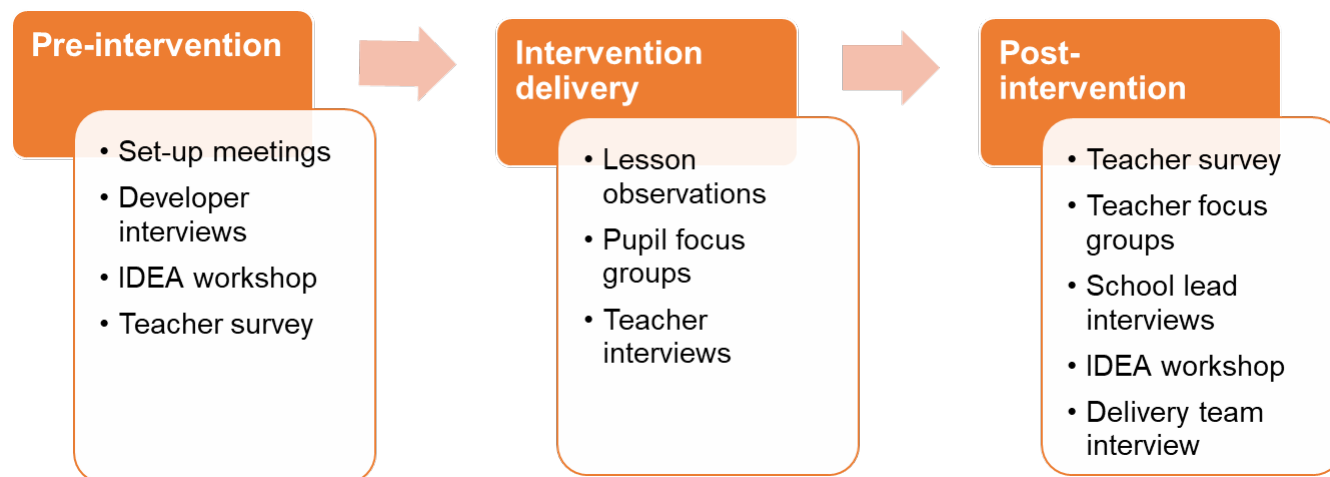 Pre-intervention
• Set-up meetings
• Developer
interviews
• IDEA workshop
• Teacher survey
Intervention
delivery
• Lesson
observations
• Pupil focus
groups
• Teacher
interviews
Post-
intervention
• Teacher survey
• Teacher focus
groups
• School lead
interviews
• IDEA workshop
• Delivery team
interview